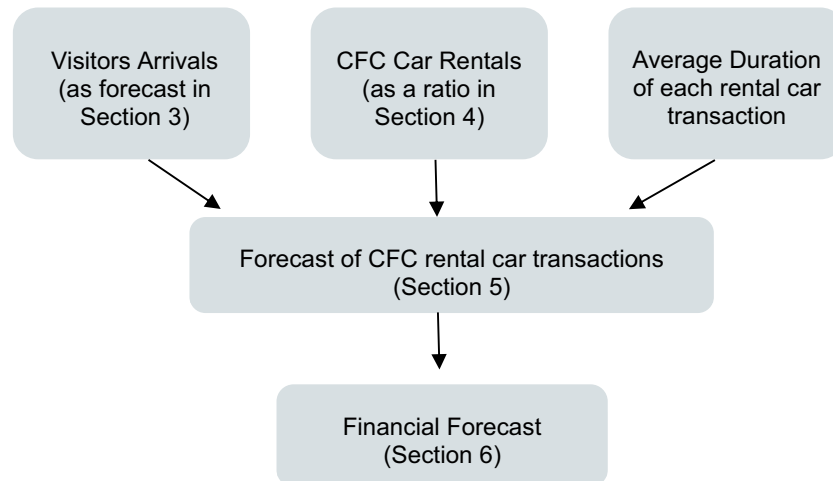 Visitors Arrivals
(as forecast in
Section 3)
CFC Car Rentals
(as a ratio in
Section 4)
Average Duration
of each rental car
transaction
Forecast of CFC rental car transactions
(Section 5)
Financial Forecast
(Section 6)